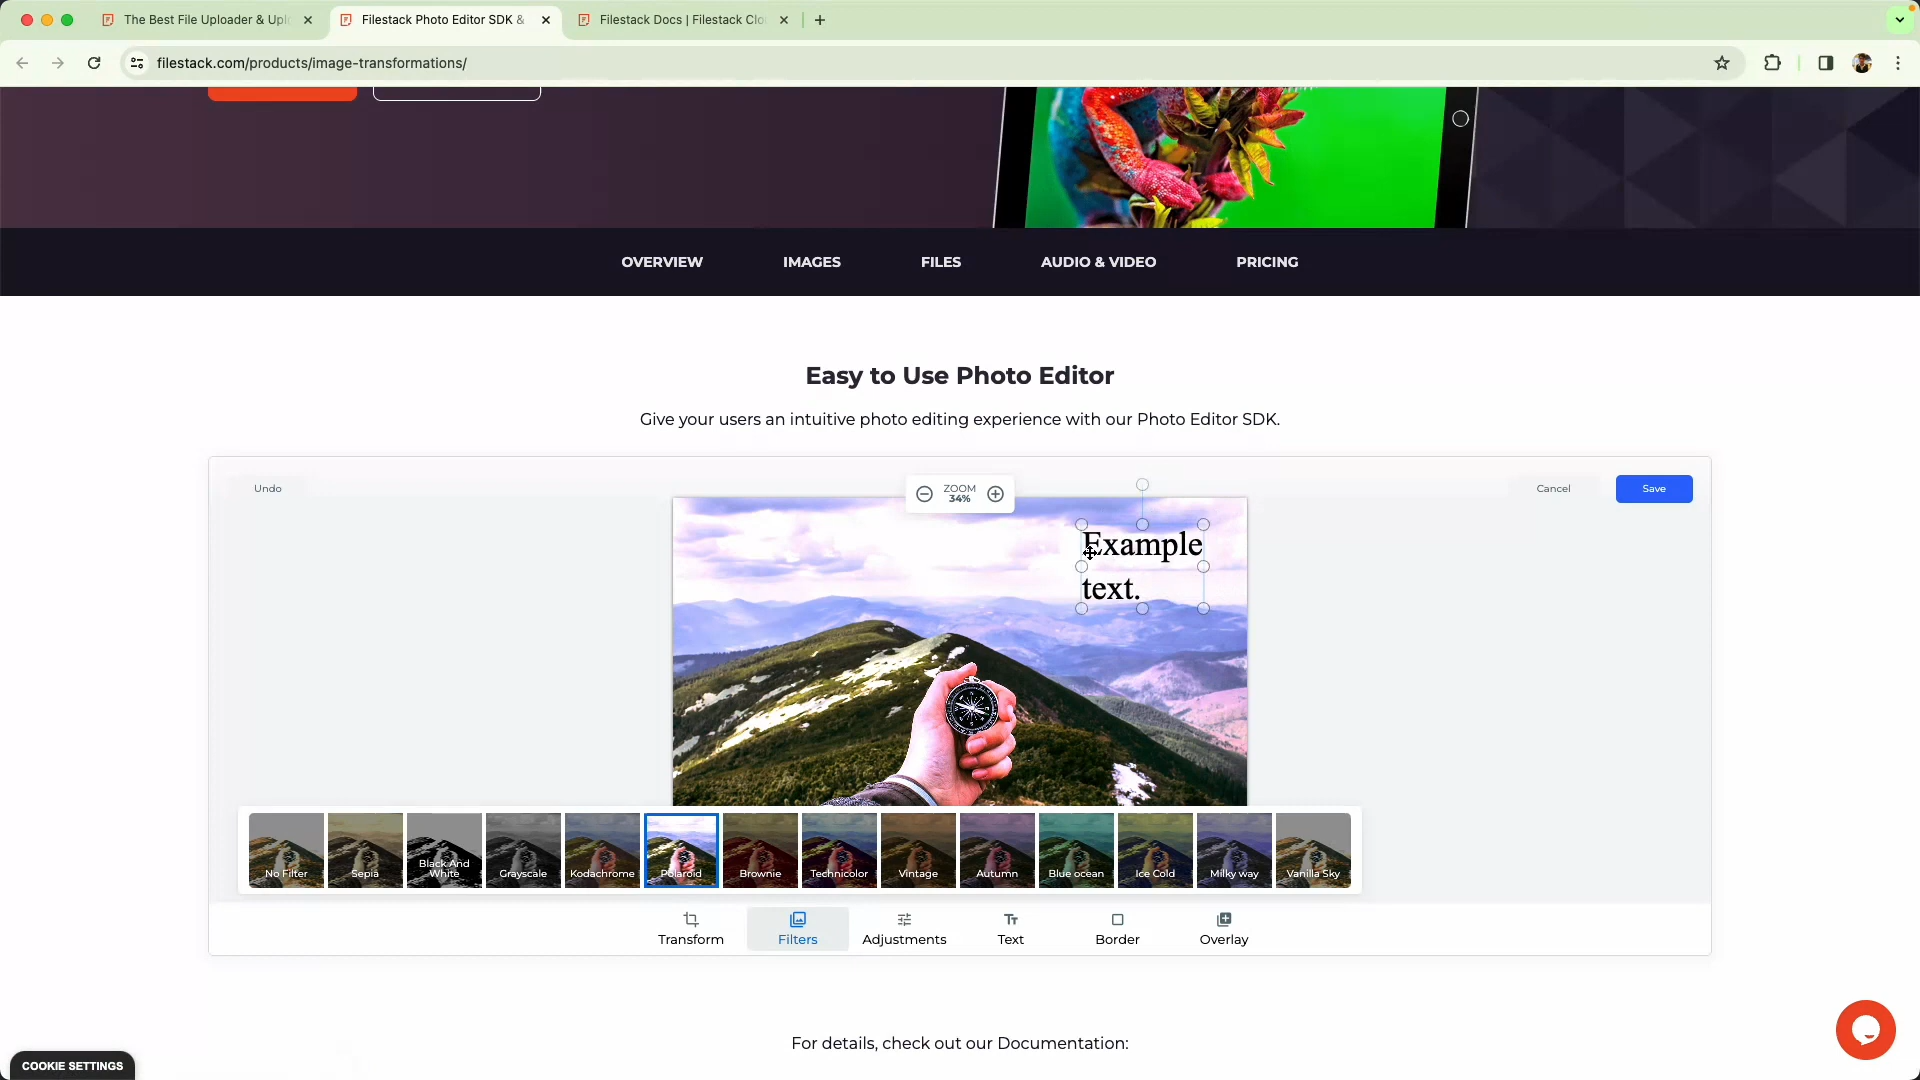 The Best File Uploader & Upl
Filestack Photo Editor SDK &
Filestack Docs | Filestack Clo
filestack.com/products/image-transformations/
OVERVIEW
IMAGES
FILES
AUDIO & VIDEO
PRICING
Easy to Use Photo Editor
Give your users an intuitive photo editing experience with our Photo Editor SDK.
Undo
ZOOM
34%
Cancel
Save
Example
text.
No Filter
Sepia
Black And
White
Grayscale
Kodachrome
Polaroid
Brownie
Technicolor
Vintage
Autumn
Blue ocean
Ice Cold
Milky way
Vanilla Sky
Transform
Filters
Adjustments
Text
Border
Overlay
For details, check out our Documentation:
COOKIE SETTINGS